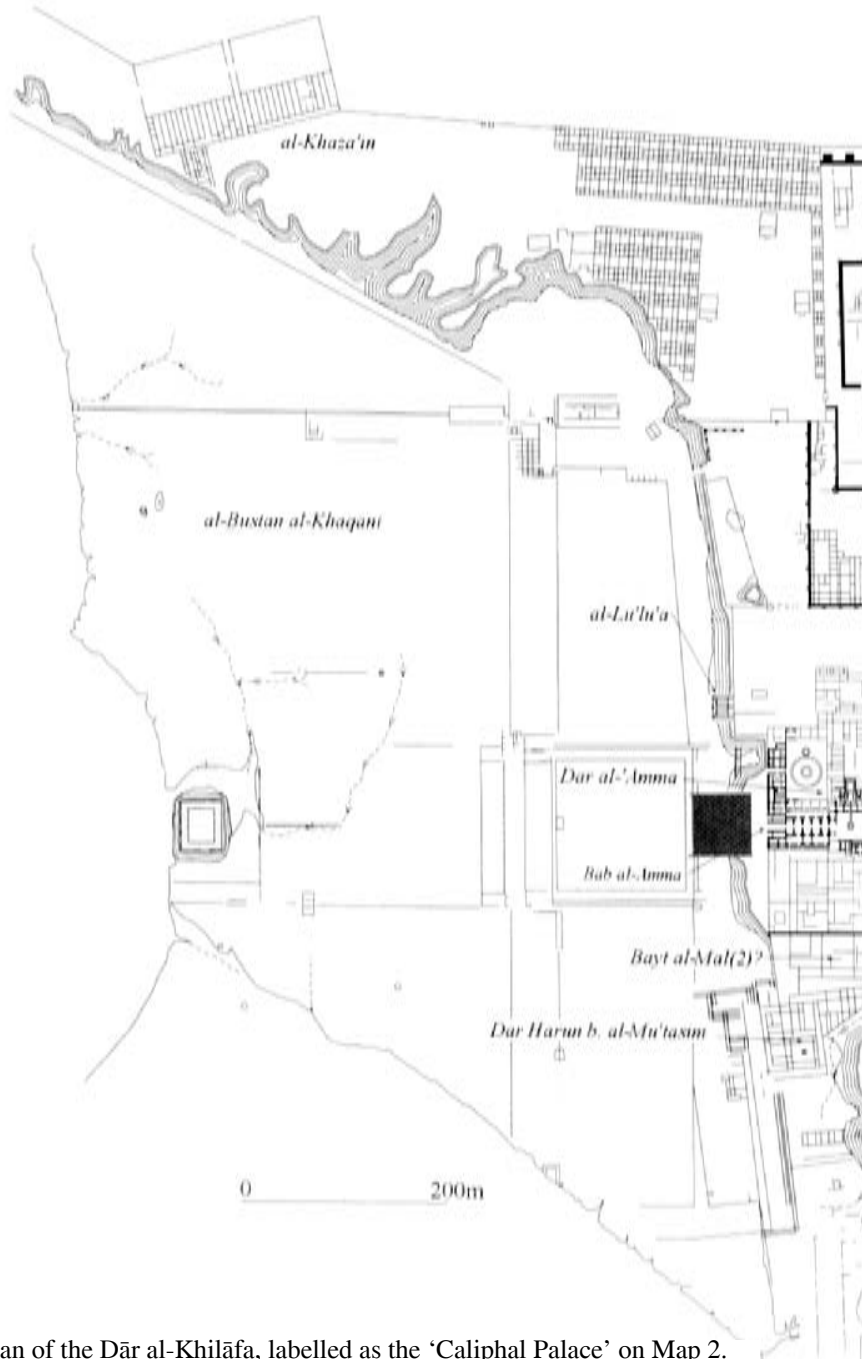 al-Khaza'in
al-Bustan al-Khaqani
al-Lu'lu'a
Dar al-'Amma
Bab al-Amma
Bayt al-Mal(2)?
Dar Harun b. al-Mu'tasim
0 200m
an of the Dār al-Khilāfa, labelled as the ‘Caliphal Palace’ on Map 2.